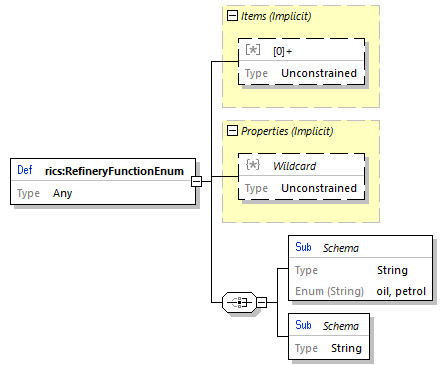 Items (Implicit)
[*] [0]+
Type Unconstrained
Properties (Implicit)
{*} Wildcard
Type Unconstrained
Def rics:RefineryFunctionEnum
Type Any
Sub Schema
Type String
Enum (String) oil, petrol
Sub Schema
Type String